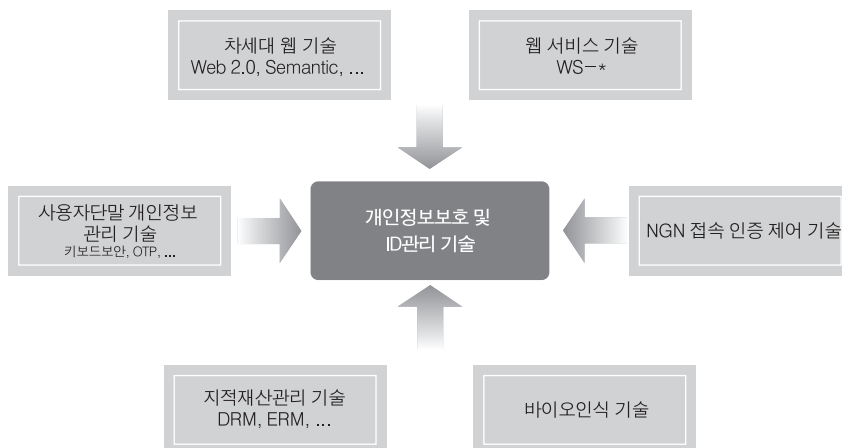 차세대 웹 기술
Web 2.0, Semantic, ...
웹 서비스 기술
WS-*
사용자단말 개인정보
관리 기술
키보드보안, OTP, ...
개인정보보호 및
ID관리 기술
NGN 접속 인증 제어 기술
지적재산관리 기술
DRM, ERM, ...
바이오인식 기술